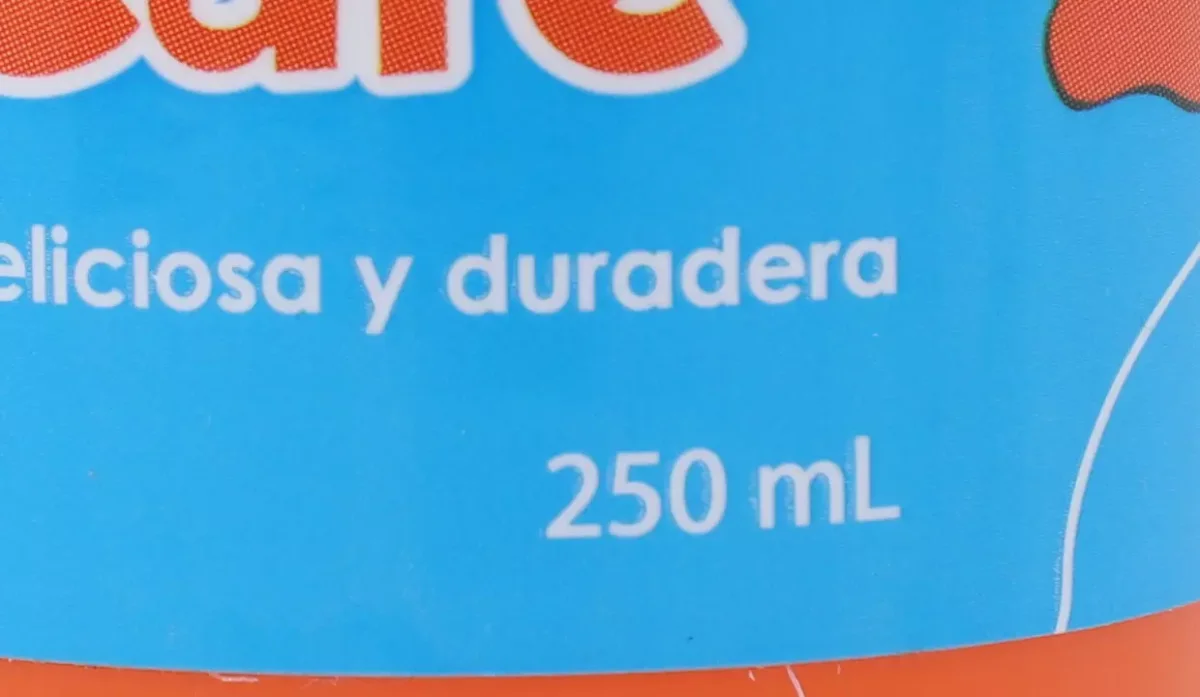 eliciosa y duradera
250 mL